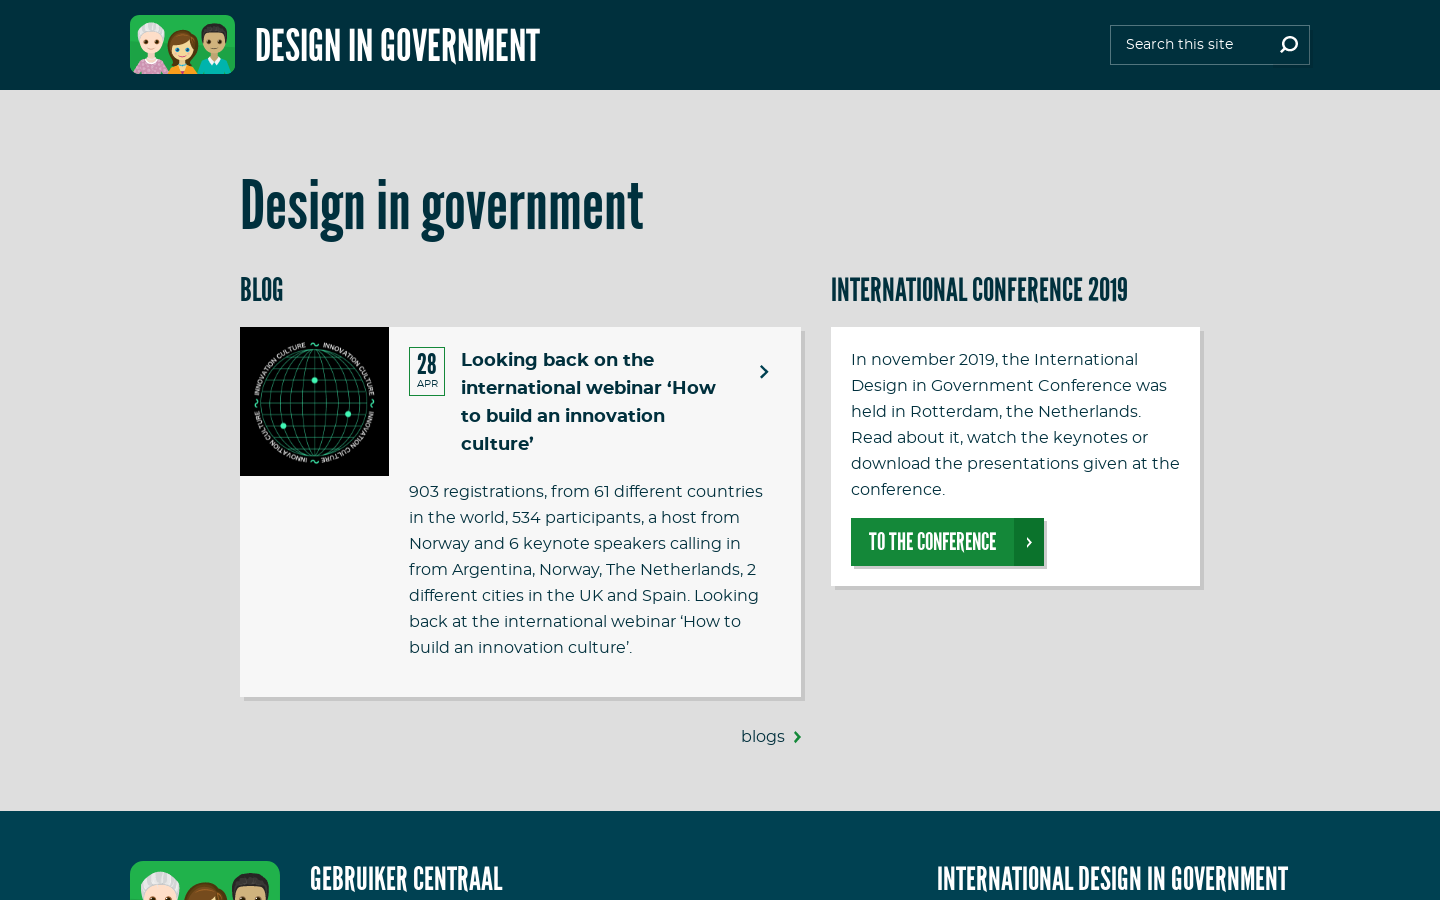 DESIGN IN GOVERNMENT
Search this site
Design in government
BLOG
INNOVATION CULTURE ~ INNOVATION CULTURE ~ INNOVATION CULTURE ~ INNOVATION CULTURE ~
28
APR
Looking back on the
international webinar ‘How
to build an innovation
culture’
903 registrations, from 61 different countries
in the world, 534 participants, a host from
Norway and 6 keynote speakers calling in
from Argentina, Norway, The Netherlands, 2
different cities in the UK and Spain. Looking
back at the international webinar ‘How to
build an innovation culture’.
blogs
INTERNATIONAL CONFERENCE 2019
In november 2019, the International
Design in Government Conference was
held in Rotterdam, the Netherlands.
Read about it, watch the keynotes or
download the presentations given at the
conference.
TO THE CONFERENCE
GEBRUIKER CENTRAAL
INTERNATIONAL DESIGN IN GOVERNMENT